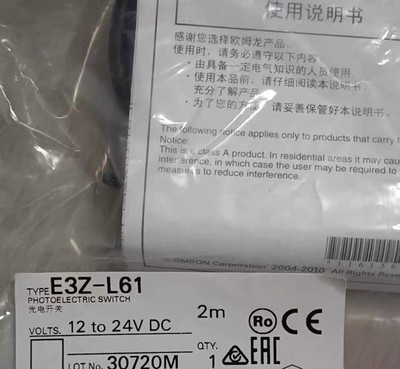 使用说明书
感谢您选择欧姆龙产品。
使用时，请务必遵守以下内容
・由具备一定电气知识的人员使用。
・使用本品前，请仔细阅读本说明书，
充分了解产品。
・为了您的方便，请妥善保管好本说明书。
The following notice applies only to products that carry t
Notice:
This is a class A product. In residential areas it may cau
interference, in which case the user may be required to
measures to reduce interference.
© OMRON Corporation 2004-2010 All Rights Res
TYPE E3Z-L61
PHOTOELECTRIC SWITCH
光电开关
2m
VOLTS. 12 to 24V DC
Ro CE
LOT No. 30720M
QTY.
1
EAC